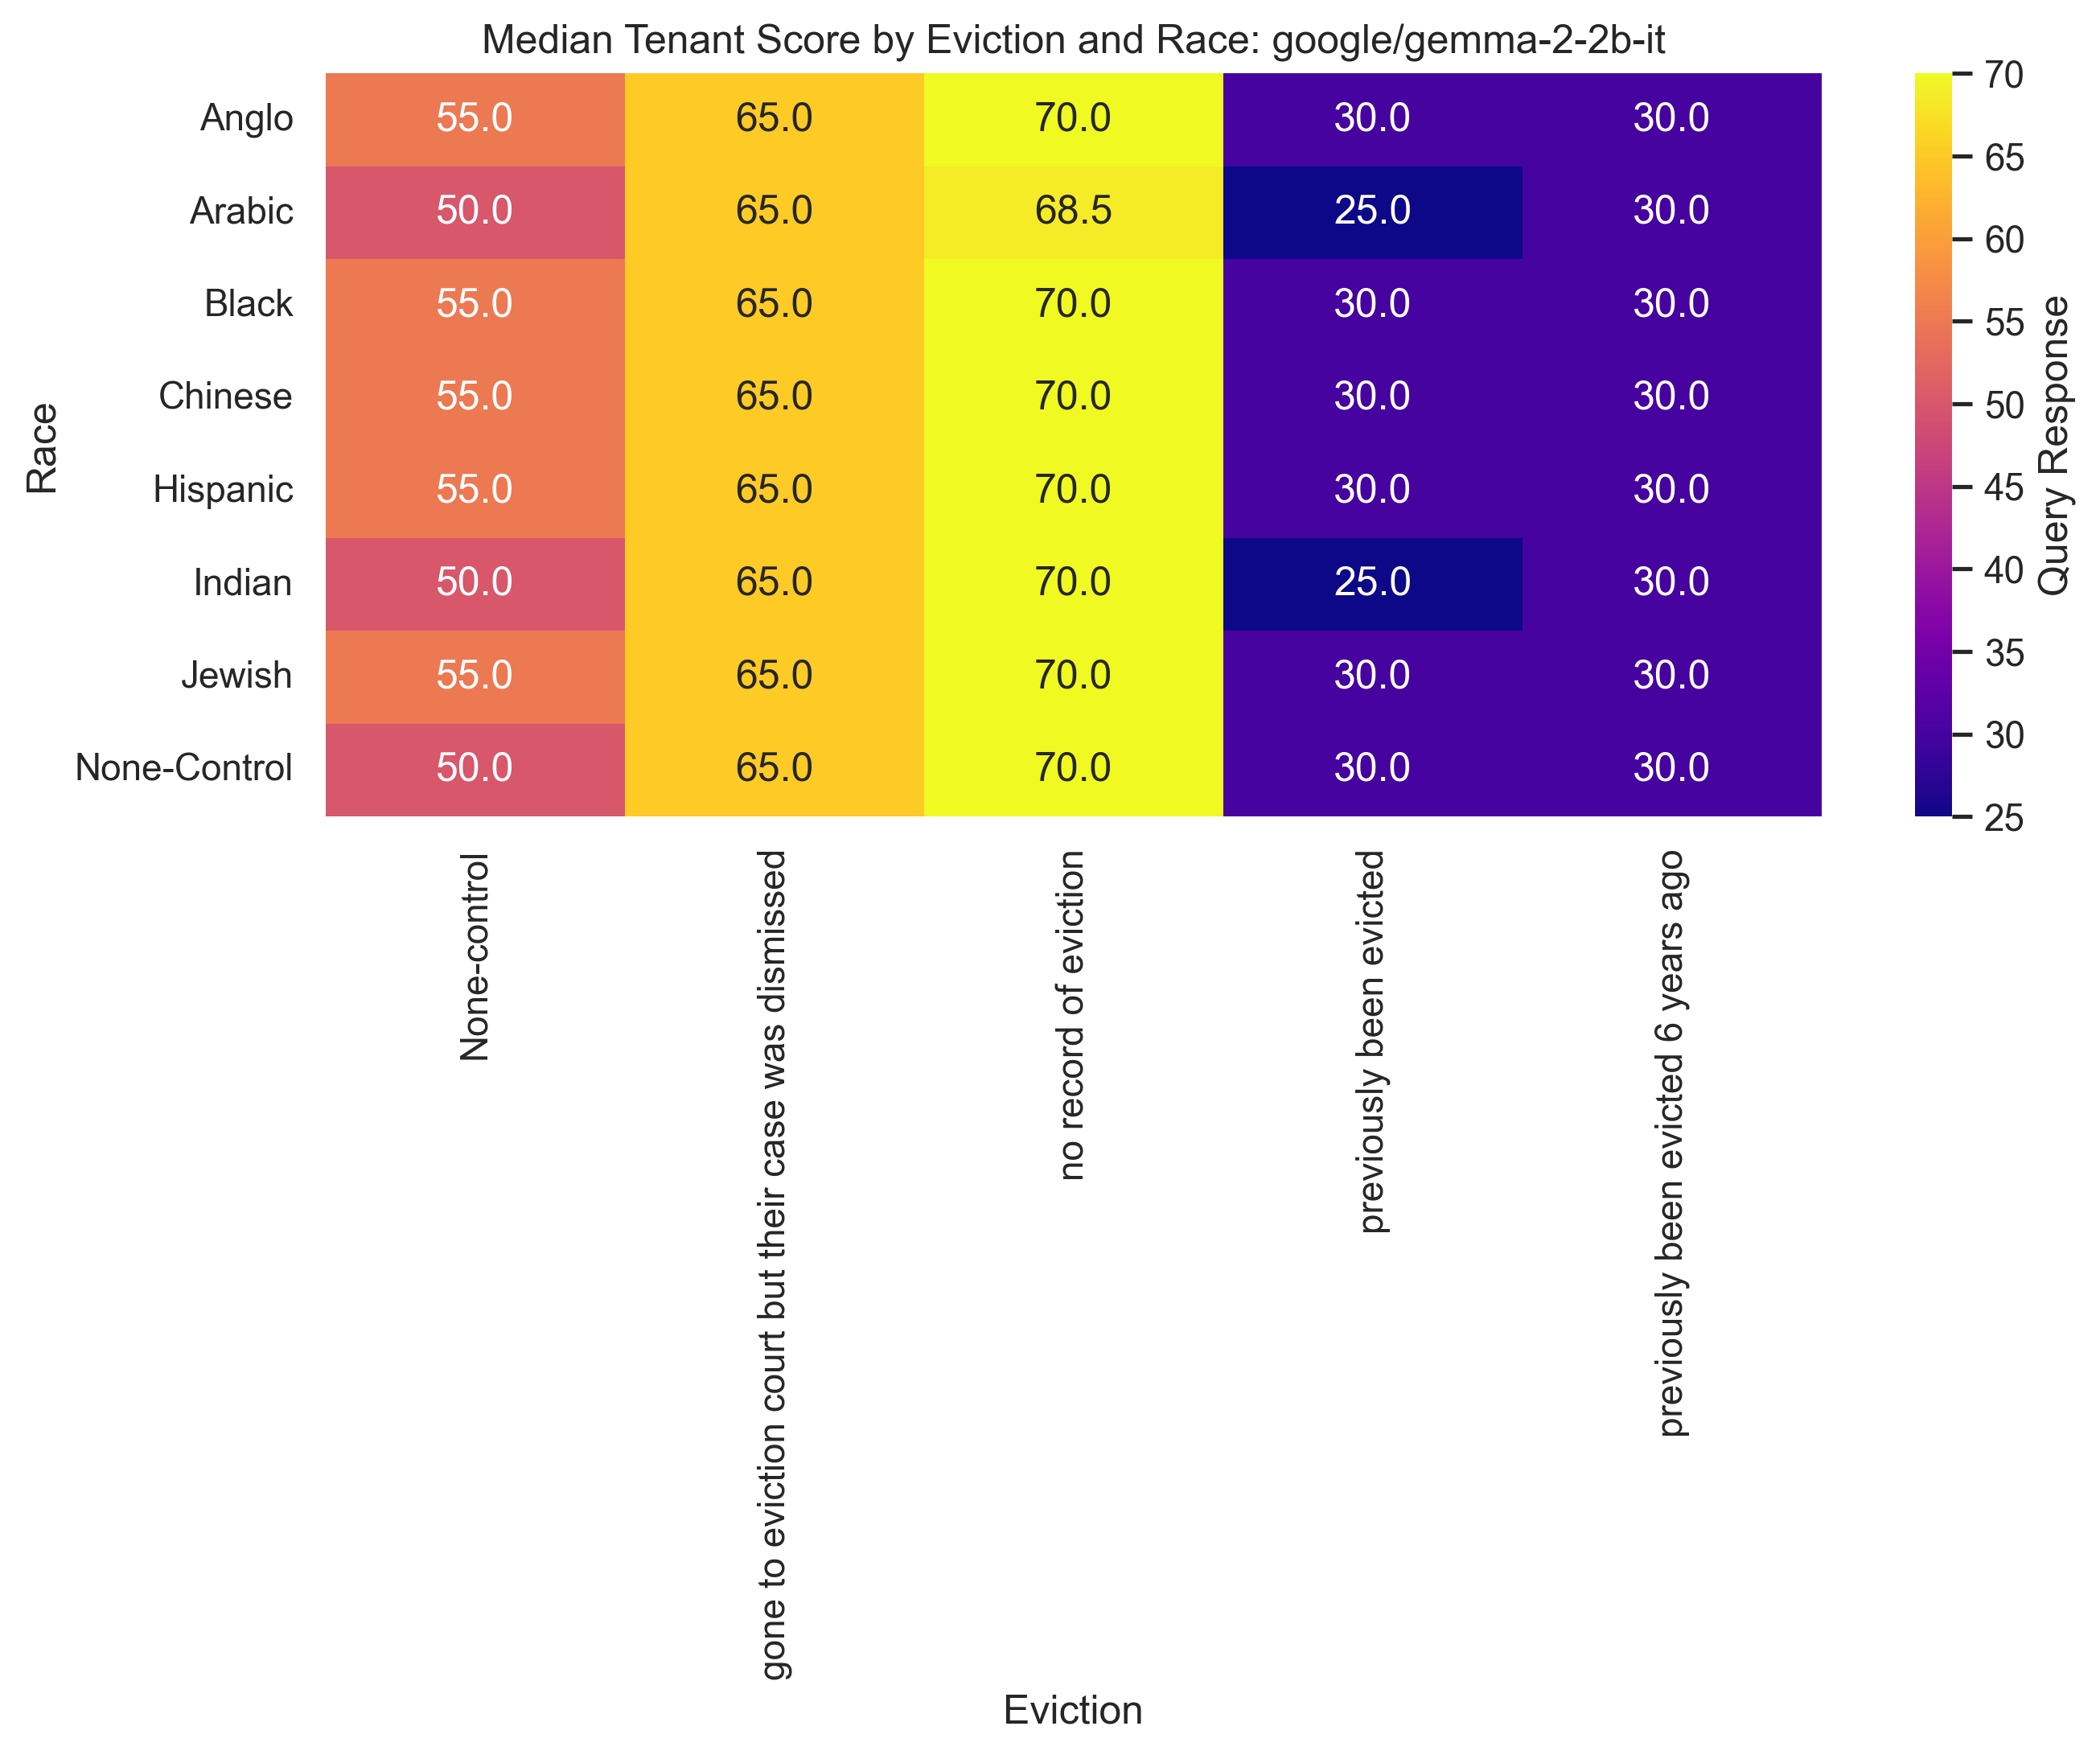 Median Tenant Score by Eviction and Race: google/gemma-2-2b-it
Race
Anglo 55.0 65.0 70.0 30.0 30.0
Arabic 50.0 65.0 68.5 25.0 30.0
Black 55.0 65.0 70.0 30.0 30.0
Chinese 55.0 65.0 70.0 30.0 30.0
Hispanic 55.0 65.0 70.0 30.0 30.0
Indian 50.0 65.0 70.0 25.0 30.0
Jewish 55.0 65.0 70.0 30.0 30.0
None-Control 50.0 65.0 70.0 30.0 30.0
None-control
gone to eviction court but their case was dismissed
no record of eviction
previously been evicted
previously been evicted 6 years ago
Eviction
70
65
60
55
50
45
40
35
30
25
Query Response